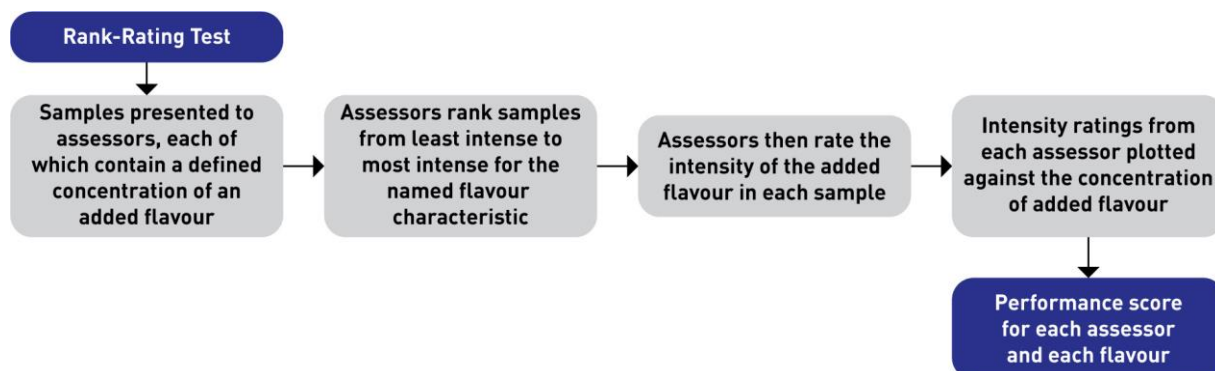 Rank-Rating Test
Samples presented to
assessors, each of
which contain a defined
concentration of an
added flavour
Assessors rank samples
from least intense to
most intense for the
named flavour
characteristic
Assessors then rate the
intensity of the added
flavour in each sample
Intensity ratings from
each assessor plotted
against the concentration
of added flavour
Performance score
for each assessor
and each flavour